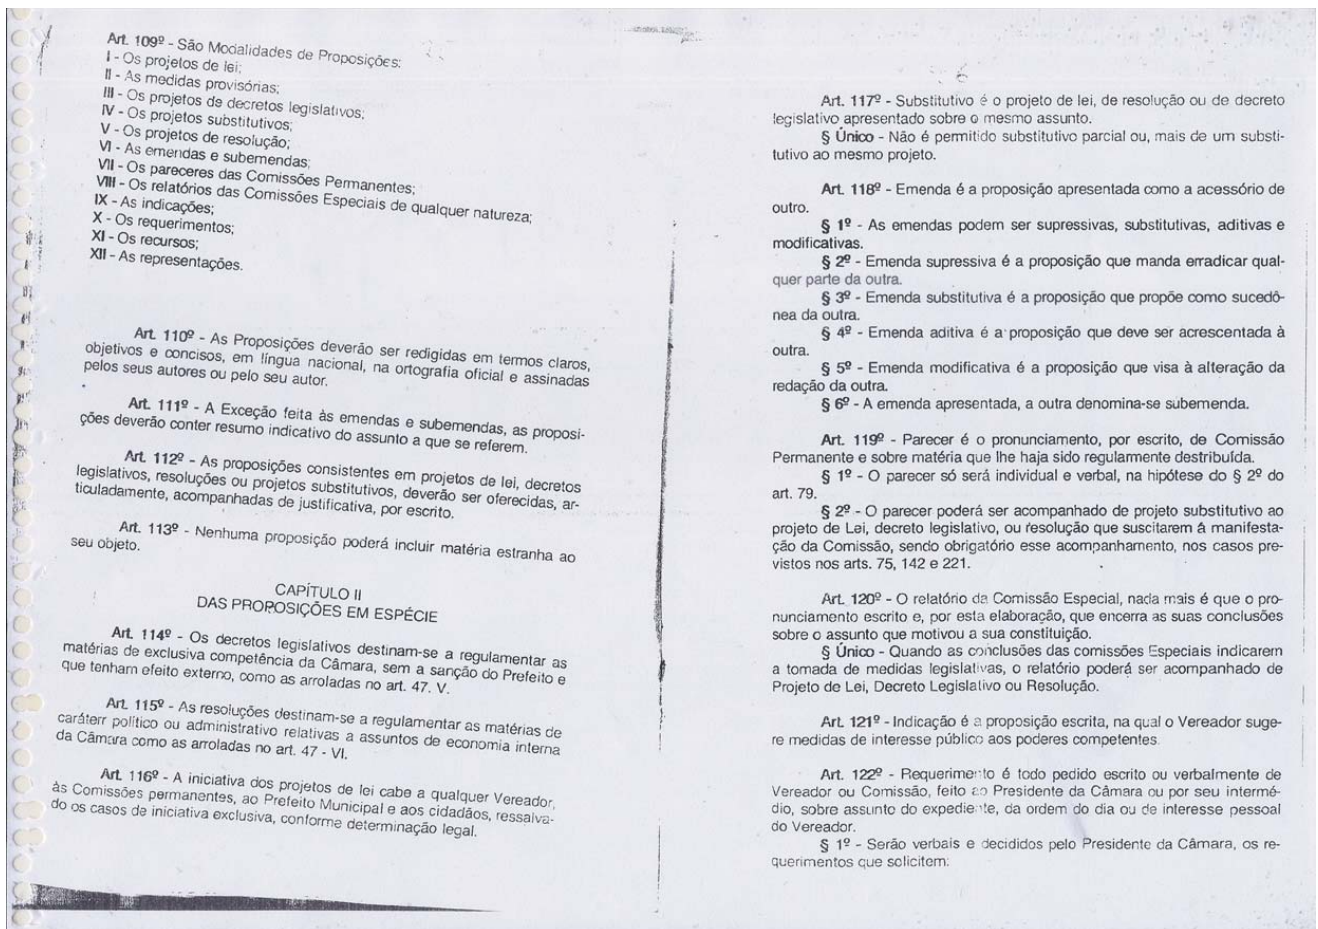 Art. 109º - São Modalidades de Proposições:
I - Os projetos de lei;
II - As medidas provisórias;
III - Os projetos de decretos legislativos;
IV - Os projetos substitutivos;
V - Os projetos de resolução;
VI - As emendas e subemendas;
VII - Os pareceres das Comissões Permanentes;
VIII - Os relatórios das Comissões Especiais de qualquer natureza;
IX - As indicações;
X - Os requerimentos;
XI - Os recursos;
XII - As representações.
Art. 110º - As Proposições deverão ser redigidas em termos claros,
objetivos e concisos, em língua nacional, na ortografia oficial e assinadas
pelos seus autores ou pelo seu autor.
Art. 111º - A Exceção feita às emendas e subemendas, as proposi-
ções deverão conter resumo indicativo do assunto a que se referem.
Art. 112º - As proposições consistentes em projetos de lei, decretos
legislativos, resoluções ou projetos substitutivos, deverão ser oferecidas, ar-
ticuladamente, acompanhadas de justificativa, por escrito.
Art. 113º - Nenhuma proposição poderá incluir matéria estranha ao
seu objeto.
CAPÍTULO II
DAS PROPOSIÇÕES EM ESPÉCIE
Art. 114º - Os decretos legislativos destinam-se a regulamentar as
matérias de exclusiva competência da Câmara, sem a sanção do Prefeito e
que tenham efeito externo, como as arroladas no art. 47. V.
Art. 115º - As resoluções destinam-se a regulamentar as matérias de
caráterr político ou administrativo relativas a assuntos de economia interna
da Câmara como as arroladas no art. 47 - VI.
Art. 116º - A iniciativa dos projetos de lei cabe a qualquer Vereador,
às Comissões permanentes, ao Prefeito Municipal e aos cidadãos, ressalva-
do os casos de iniciativa exclusiva, conforme determinação legal.
Art. 117º - Substitutivo é o projeto de lei, de resolução ou de decreto
legislativo apresentado sobre o mesmo assunto.
§ Único - Não é permitido substitutivo parcial ou, mais de um substi-
tutivo ao mesmo projeto.
Art. 118º - Emenda é a proposição apresentada como a acessório de
outro.
§ 1º - As emendas podem ser supressivas, substitutivas, aditivas e
modificativas.
§ 2º - Emenda supressiva é a proposição que manda erradicar qual-
quer parte da outra.
§ 3º - Emenda substitutiva é a proposição que propõe como sucedô-
nea da outra.
§ 4º - Emenda aditiva é a proposição que deve ser acrescentada à
outra.
§ 5º - Emenda modificativa é a proposição que visa à alteração da
redação da outra.
§ 6º - A emenda apresentada, a outra denomina-se subemenda.
Art. 119º - Parecer é o pronunciamento, por escrito, de Comissão
Permanente e sobre matéria que lhe haja sido regulamente destribuída.
§ 1º - O parecer só será individual e verbal, na hipótese do § 2º do
art. 79.
§ 2º - O parecer poderá ser acompanhado de projeto substitutivo ao
projeto de Lei, decreto legislativo, ou resolução que suscitarem á manifesta-
ção da Comissão, sendo obrigatório esse acompanhamento, nos casos pre-
vistos nos arts. 75, 142 e 221.
Art. 120º - O relatório da Comissão Especial, nada mais é que o pro-
nunciamento escrito e, por esta elaboração, que encerra as suas conclusões
sobre o assunto que motivou a sua constituição.
§ Único - Quando as conclusões das comissões Especiais indicarem
a tomada de medidas legislativas, o relatório poderá ser acompanhado de
Projeto de Lei, Decreto Legislativo ou Resolução.
Art. 121º - Indicação é a proposição escrita, na qual o Vereador suge-
re medidas de interesse público aos poderes competentes.
Art. 122º - Requerimento é todo pedido escrito ou verbalmente de
Vereador ou Comissão, feito ao Presidente da Câmara ou por seu intermé-
dio, sobre assunto do expediente, da ordem do dia ou de interesse pessoal
do Vereador.
§ 1º - Serão verbais e decididos pelo Presidente da Câmara, os re-
querimentos que solicitem: